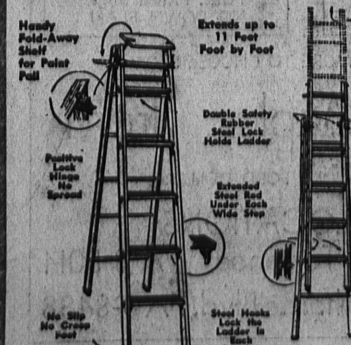 Handy
Fold-Away
Shelf
for Paint
Pail
Extends up to
11 Feet
Foot by Foot
Double Safety
Rubber
Steel Lock
Holds Ladder
Positive
Lock
Hinge
No
Spread
Extended
Steel Rod
Under Each
Wide Step
No Slip
No Creep
Foot
Steel Hooks
Lock the
Ladder in
Each